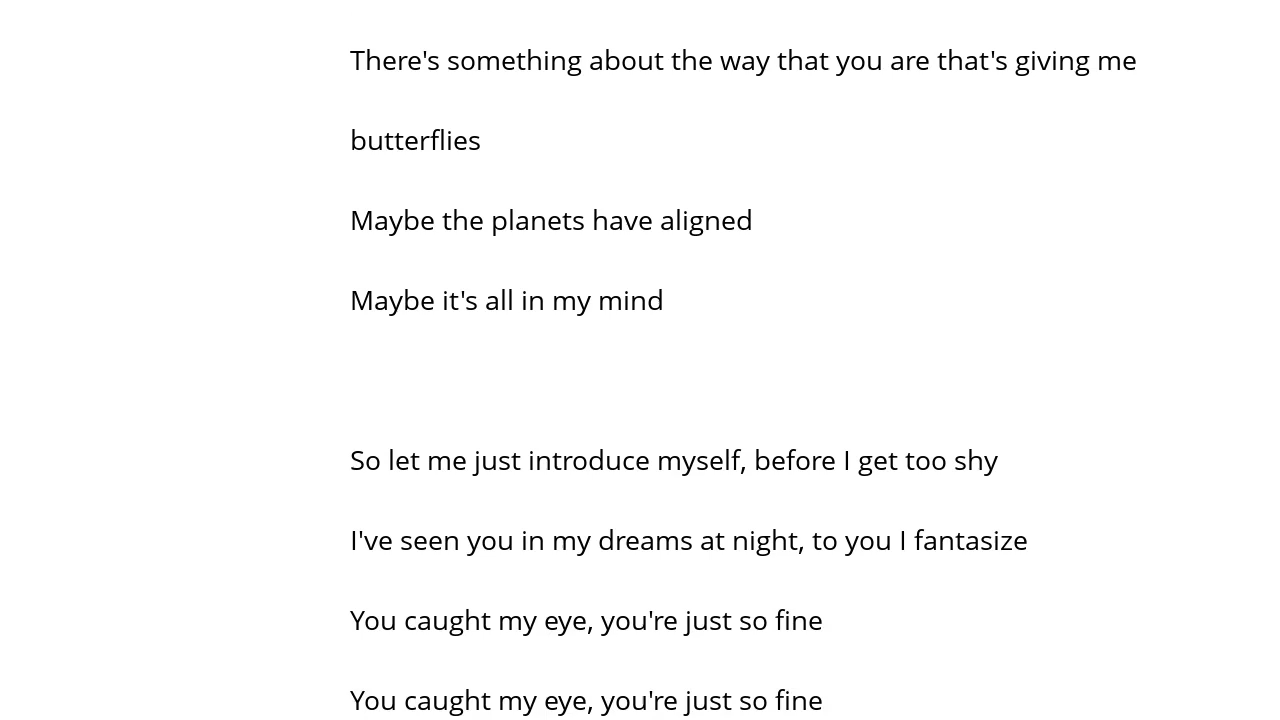 There's something about the way that you are that's giving me
butterflies
Maybe the planets have aligned
Maybe it's all in my mind
So let me just introduce myself, before I get too shy
I've seen you in my dreams at night, to you I fantasize
You caught my eye, you're just so fine
You caught my eye, you're just so fine